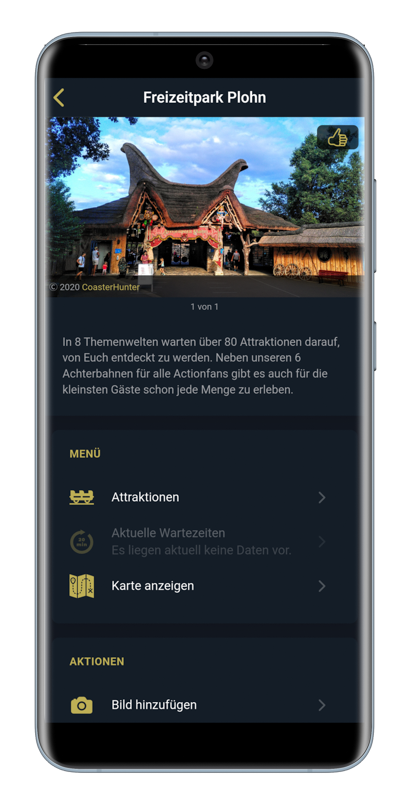 Freizeitpark Plohn
© 2020 CoasterHunter
1 von 1
In 8 Themenwelten warten über 80 Attraktionen darauf,
von Euch entdeckt zu werden. Neben unseren 6
Achterbahnen für alle Actionfans gibt es auch für die
kleinsten Gäste schon jede Menge zu erleben.
MENÜ
Attraktionen
Aktuelle Wartezeiten
Es liegen aktuell keine Daten vor.
Karte anzeigen
AKTIONEN
Bild hinzufügen